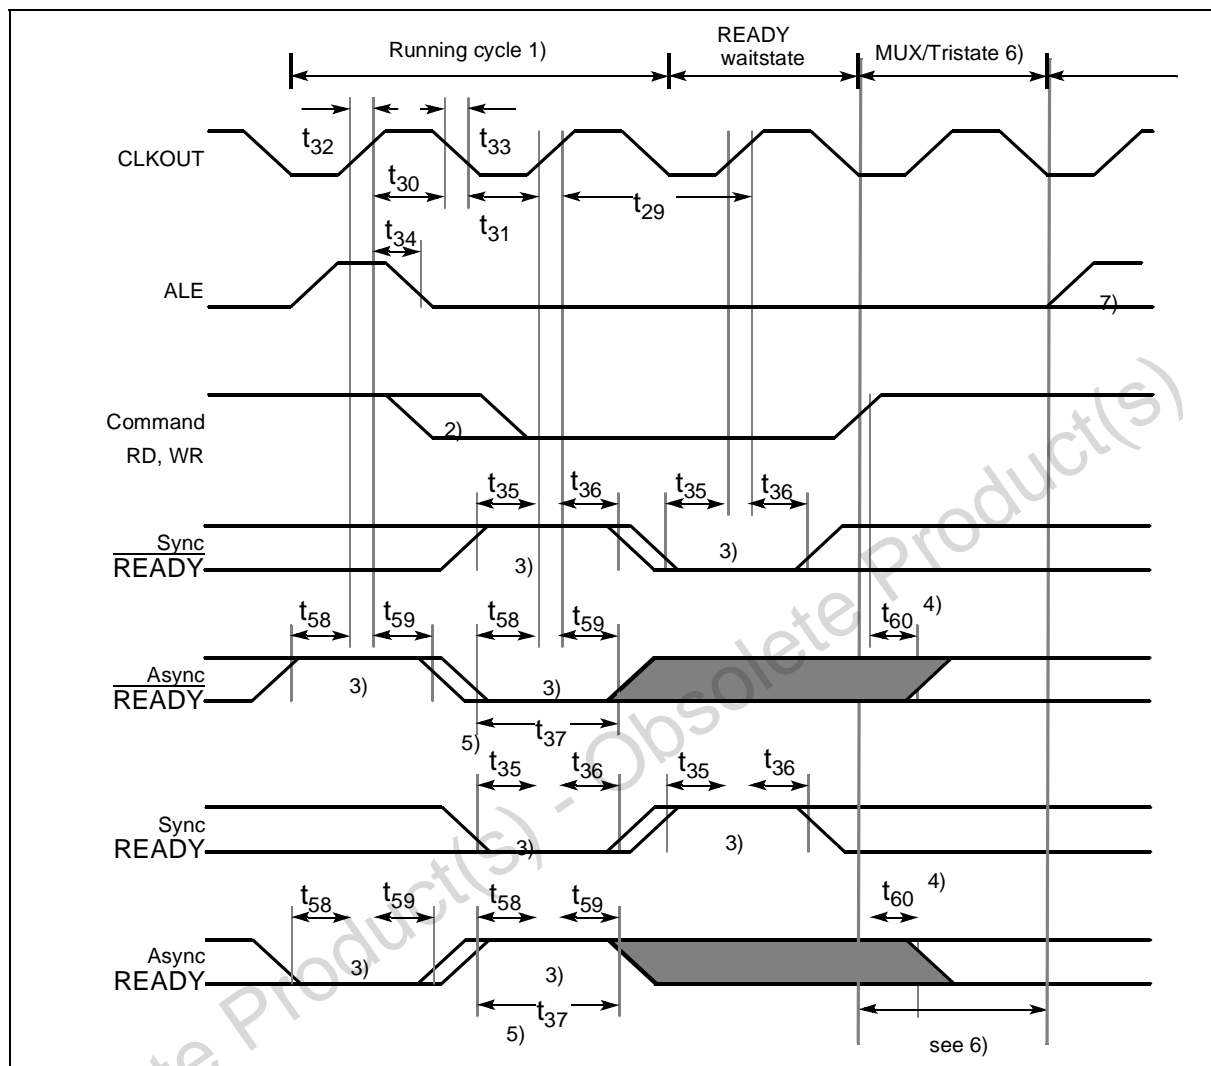 Running cycle 1)
READY
waitstate
MUX/Tristate 6)
CLKOUT
t32
t33
t30
t31
t29
t34
ALE
7)
Command
RD, WR
2)
t35
t36
t35
t36
Sync
READY
3)
3)
t58
t59
t58
t59
t60
4)
Async
READY
3)
3)
t37
5)
t35
t36
t35
t36
Sync
READY
3)
3)
t58
t59
t58
t59
t60
4)
Async
READY
3)
3)
t37
5)
see 6)
te Product(s) - Obsolete Product(s)